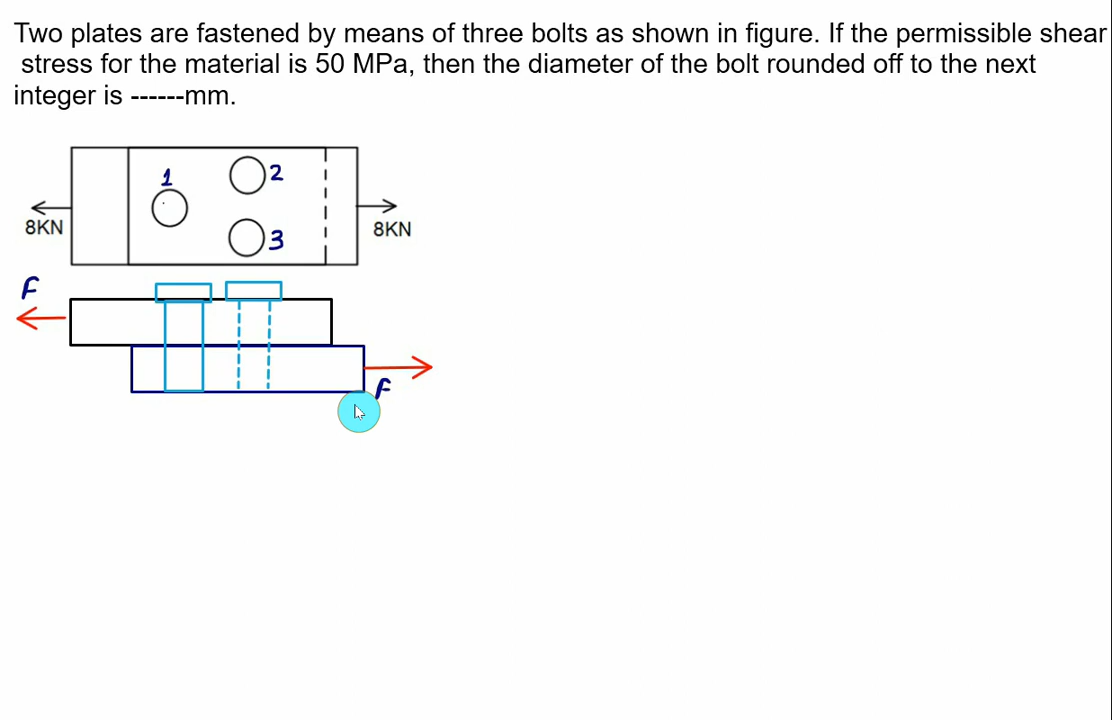 Two plates are fastened by means of three bolts as shown in figure. If the permissible shear
stress for the material is 50 MPa, then the diameter of the bolt rounded off to the next
integer is ------mm.
1
2
8KN
8KN
3
F
F